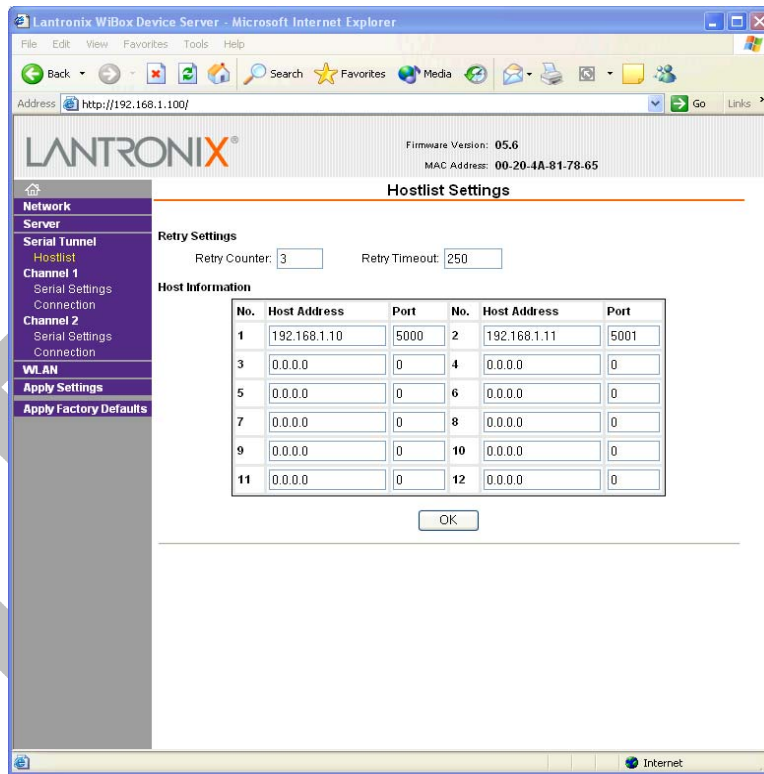 Lantronix WiBox Device Server - Microsoft Internet Explorer
File Edit View Favorites Tools Help
Back Search Favorites Media
Address http://192.168.1.100/ Go Links
LANTRONIX®
Firmware Version: 05.6
MAC Address: 00-20-4A-81-78-65
Hostlist Settings
Network
Server
Serial Tunnel
Hostlist
Channel 1
Serial Settings
Connection
Channel 2
Serial Settings
Connection
WLAN
Apply Settings
Apply Factory Defaults
Retry Settings
Retry Counter: 3 Retry Timeout: 250
Host Information
No. Host Address Port No. Host Address Port
1 192.168.1.10 5000 2 192.168.1.11 5001
3 0.0.0.0 0 4 0.0.0.0 0
5 0.0.0.0 0 6 0.0.0.0 0
7 0.0.0.0 0 8 0.0.0.0 0
9 0.0.0.0 0 10 0.0.0.0 0
11 0.0.0.0 0 12 0.0.0.0 0
OK
Internet